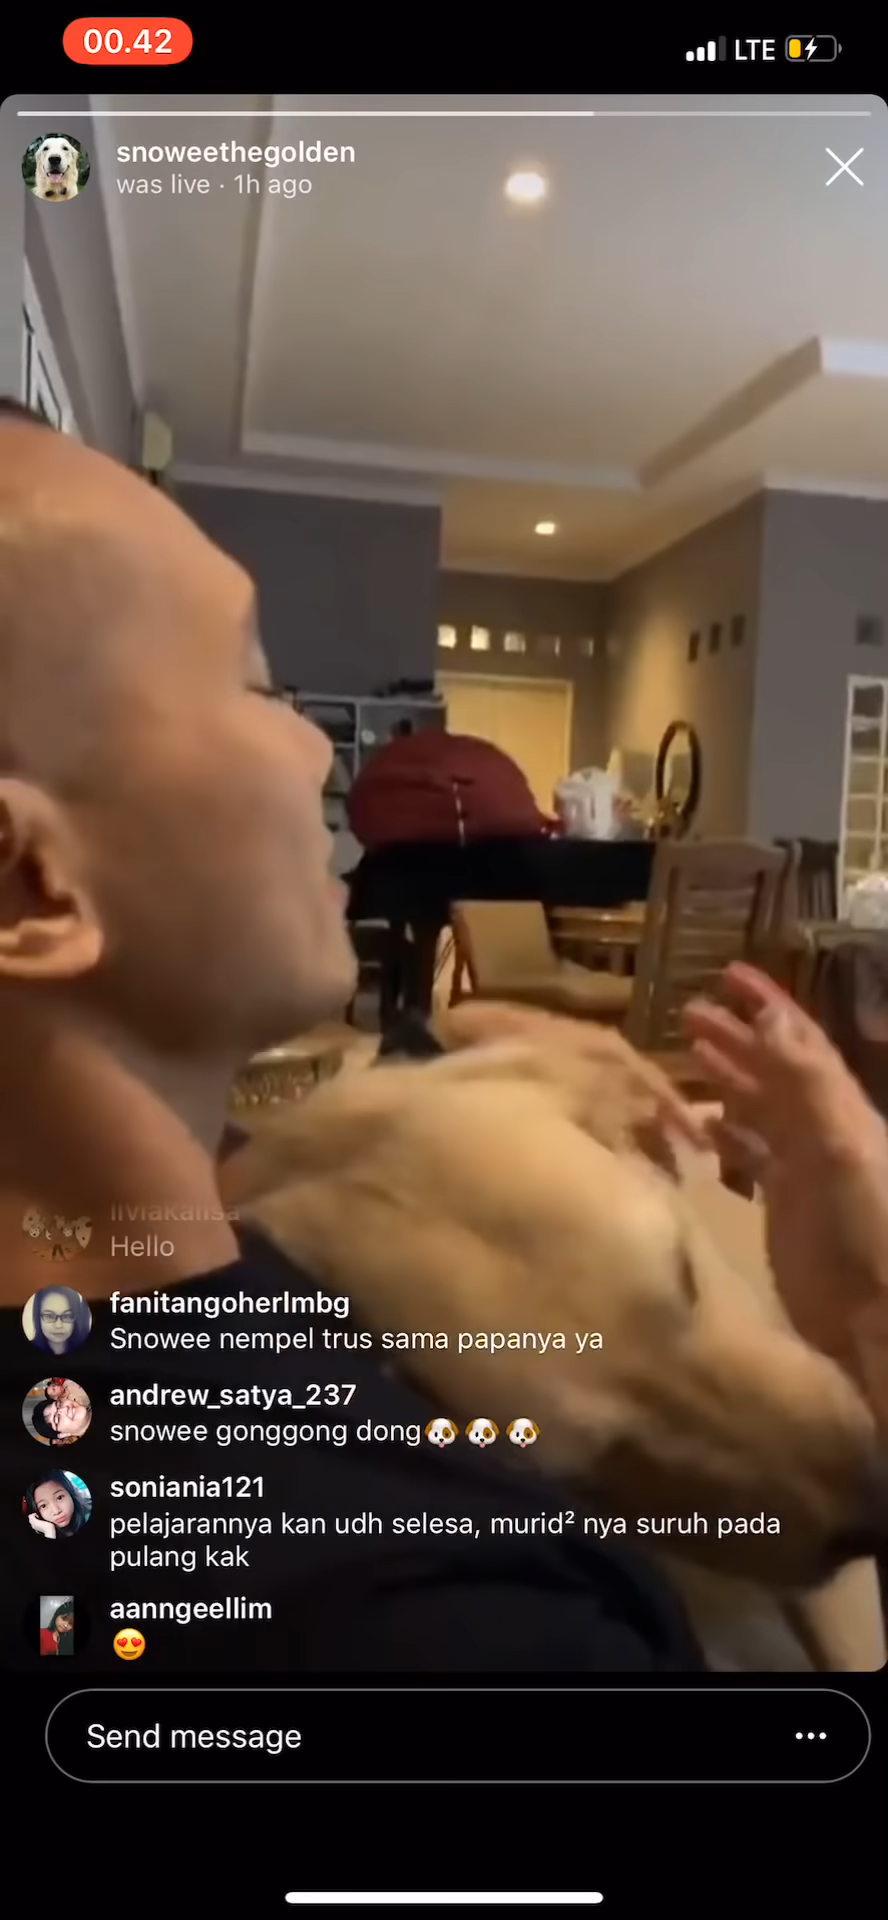 00.42
LTE
snoweethegolden
was live · 1h ago
liviakalisa
Hello
fanitangoherlmbg
Snowee nempel trus sama papanya ya
andrew_satya_237
snowee gonggong dong🐶🐶🐶
soniania121
pelajarannya kan udh selesa, murid² nya suruh pada
pulang kak
aanngeellim
😍
Send message